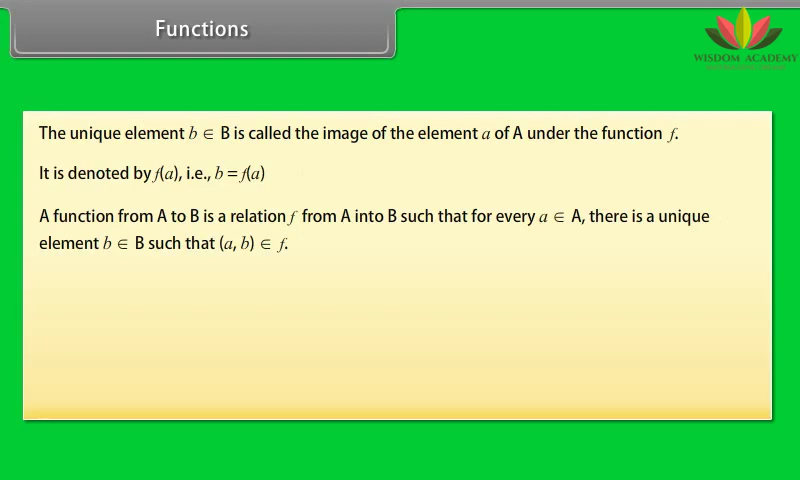 Functions
WISDOM ACADEMY
The unique element b ∈ B is called the image of the element a of A under the function f.
It is denoted by f(a), i.e., b = f(a)
A function from A to B is a relation f from A into B such that for every a ∈ A, there is a unique
element b ∈ B such that (a, b) ∈ f.